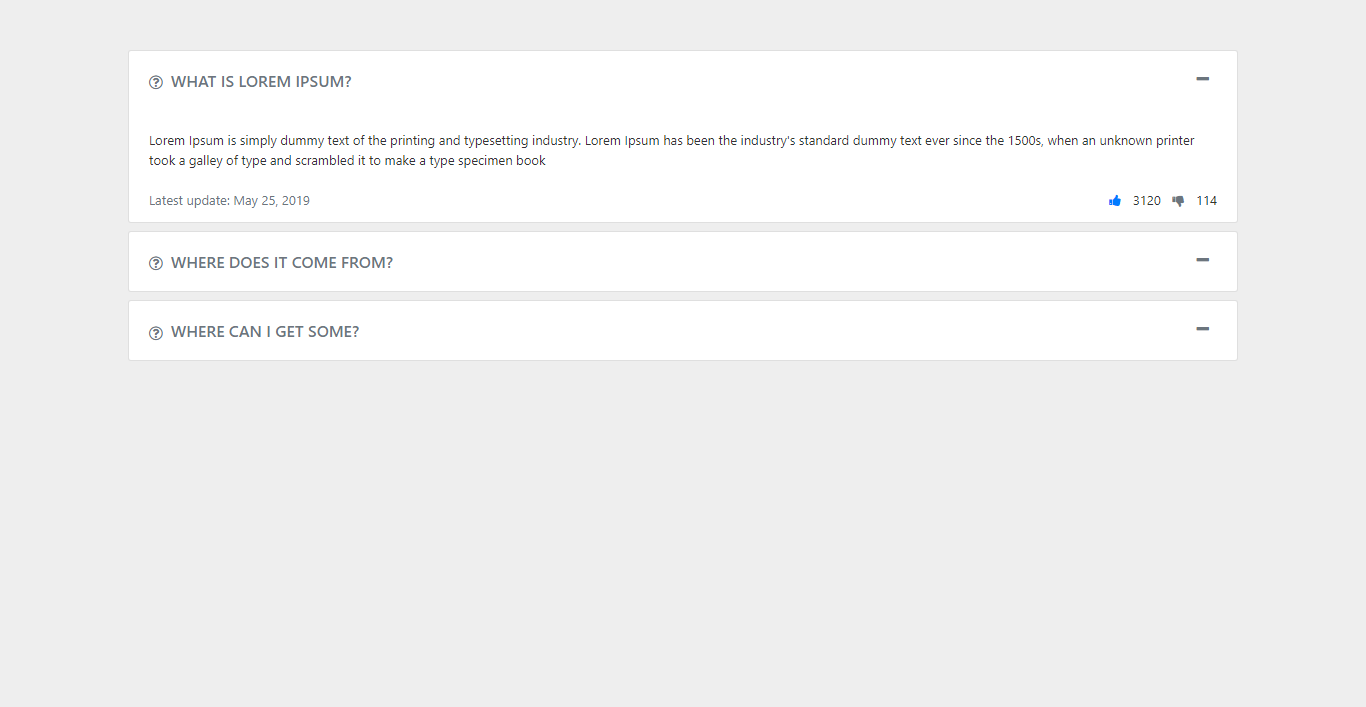 WHAT IS LOREM IPSUM?
Lorem Ipsum is simply dummy text of the printing and typesetting industry. Lorem Ipsum has been the industry's standard dummy text ever since the 1500s, when an unknown printer
took a galley of type and scrambled it to make a type specimen book
Latest update: May 25, 2019 3120 114
WHERE DOES IT COME FROM?
WHERE CAN I GET SOME?